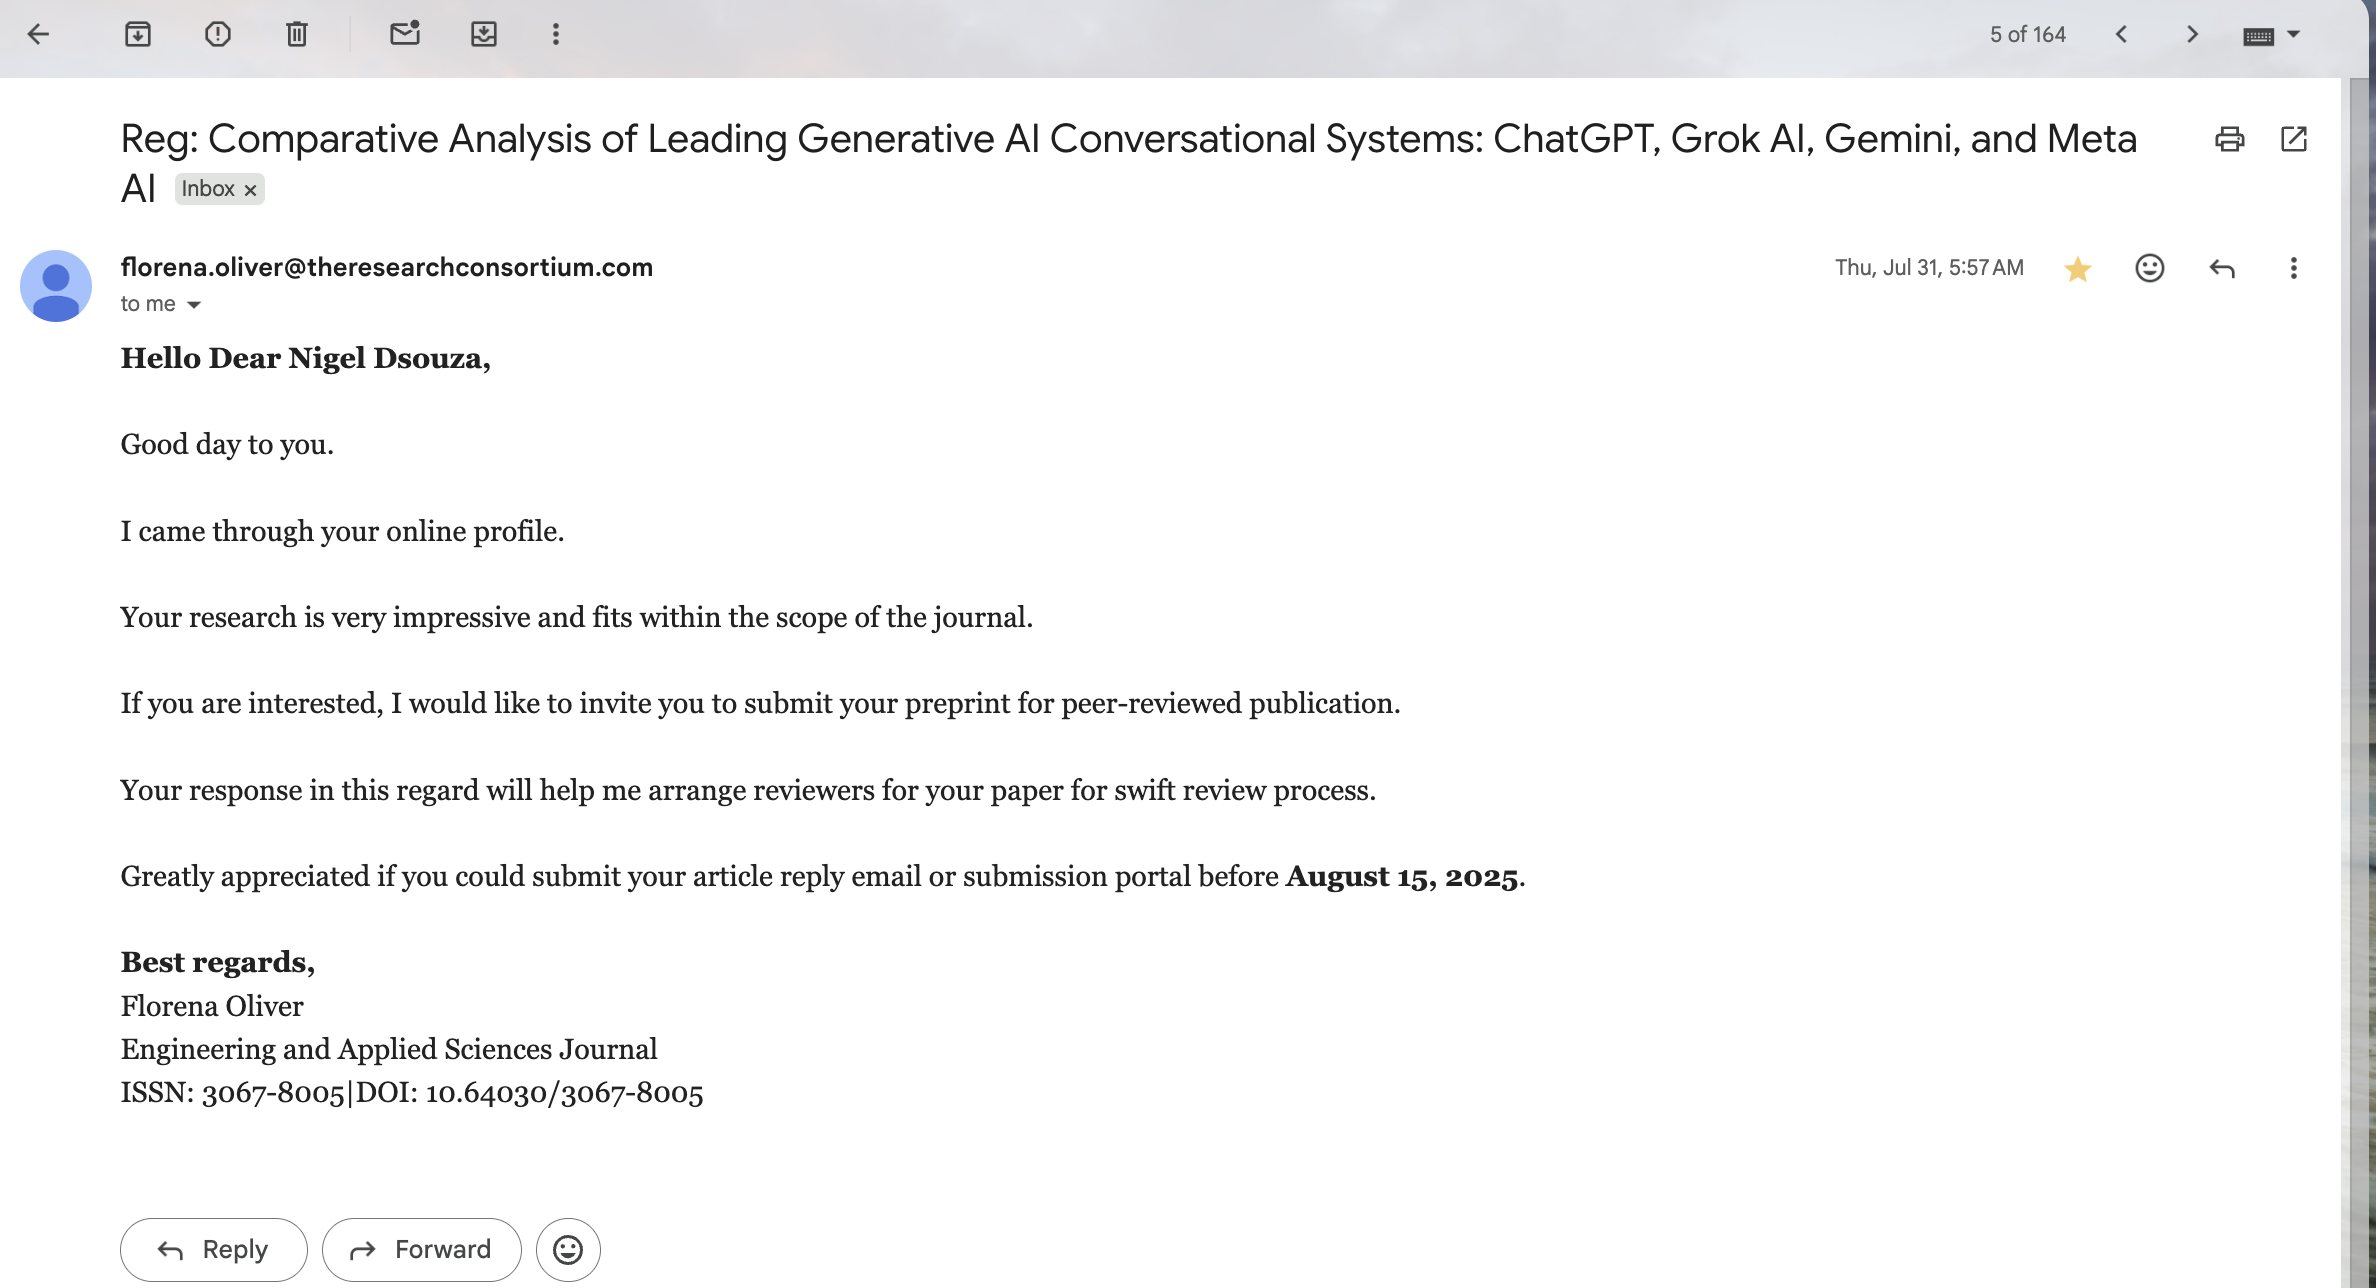 5 of 164
Reg: Comparative Analysis of Leading Generative AI Conversational Systems: ChatGPT, Grok AI, Gemini, and Meta
AI Inbox x
florena.oliver@theresearchconsortium.com
Thu, Jul 31, 5:57 AM
to me
Hello Dear Nigel Dsouza,
Good day to you.
I came through your online profile.
Your research is very impressive and fits within the scope of the journal.
If you are interested, I would like to invite you to submit your preprint for peer-reviewed publication.
Your response in this regard will help me arrange reviewers for your paper for swift review process.
Greatly appreciated if you could submit your article reply email or submission portal before August 15, 2025.
Best regards,
Florena Oliver
Engineering and Applied Sciences Journal
ISSN: 3067-8005|DOI: 10.64030/3067-8005
Reply
Forward